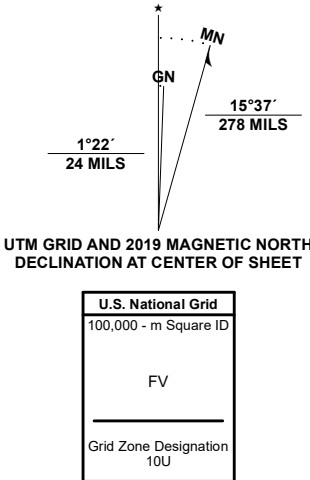 ★
MN
GN
15°37´
278 MILS
1°22´
24 MILS
UTM GRID AND 2019 MAGNETIC NORTH
DECLINATION AT CENTER OF SHEET
U.S. National Grid
100,000 - m Square ID
FV
Grid Zone Designation
10U